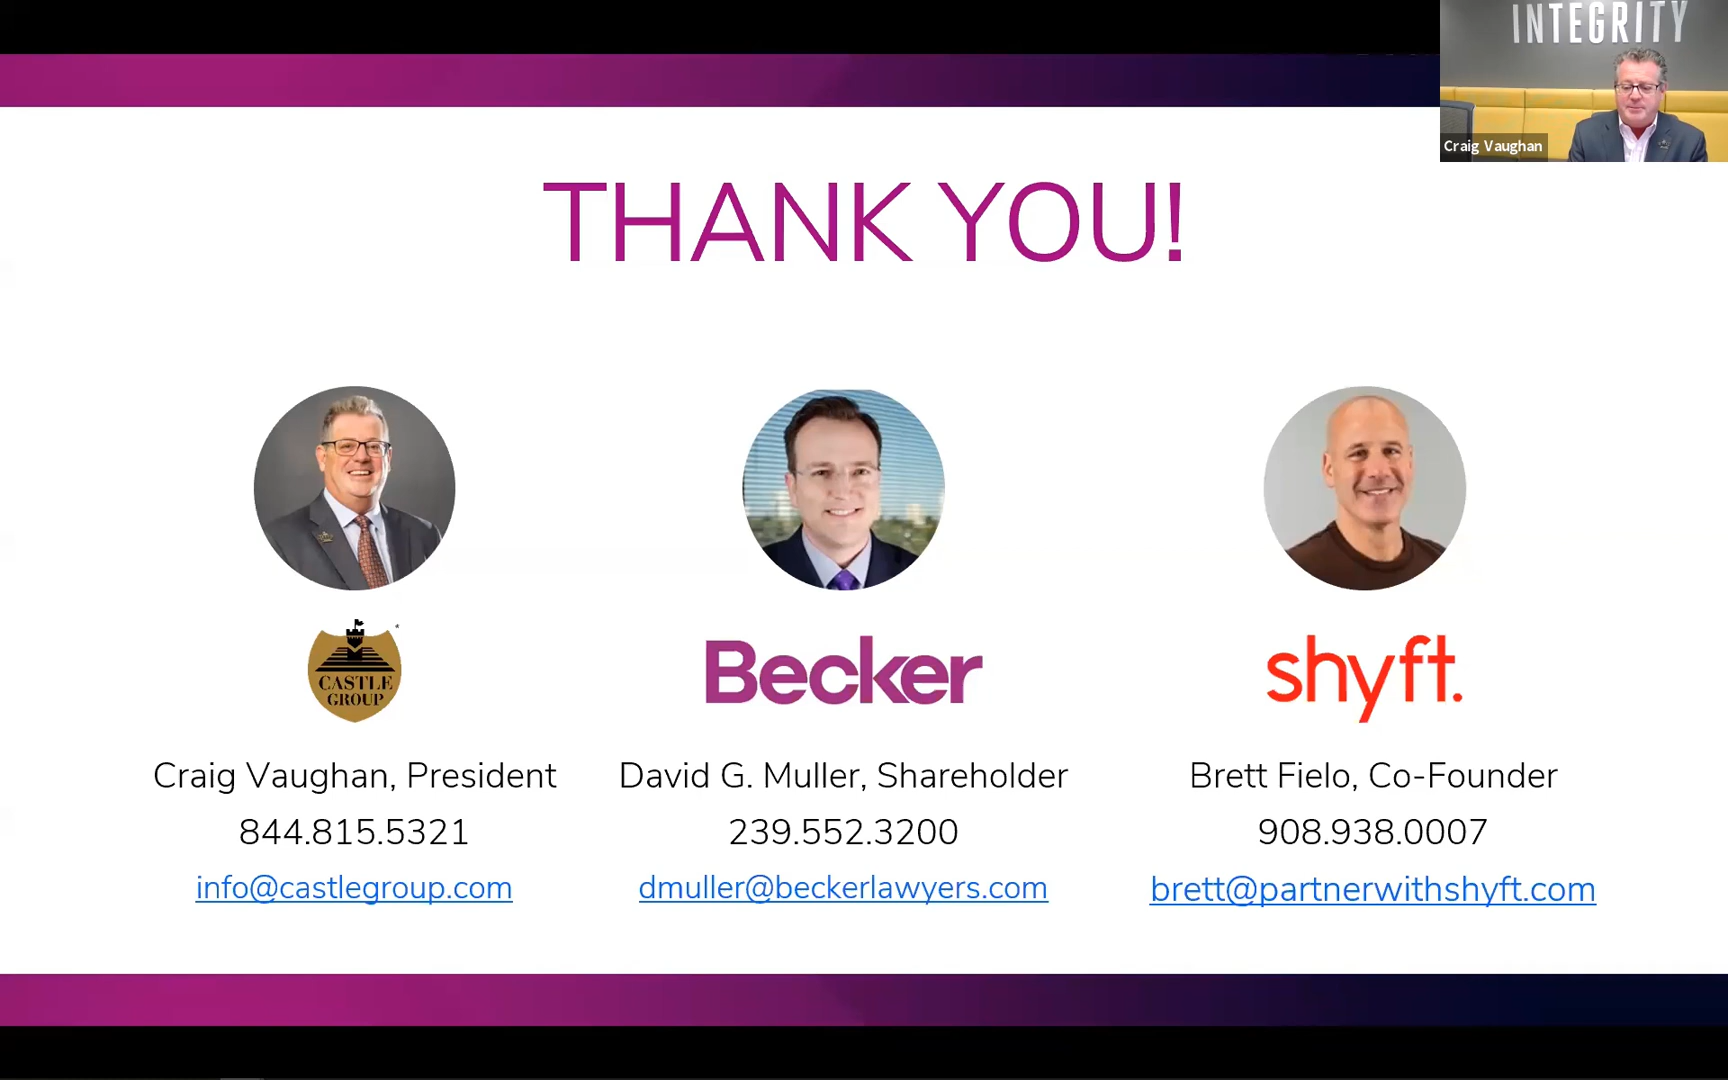 INTEGRITY
Craig Vaughan
THANK YOU!
CASTLE
GROUP
Becker
shyft.
Craig Vaughan, President
844.815.5321
info@castlegroup.com
David G. Muller, Shareholder
239.552.3200
dmuller@beckerlawyers.com
Brett Fielo, Co-Founder
908.938.0007
brett@partnerwithshyft.com